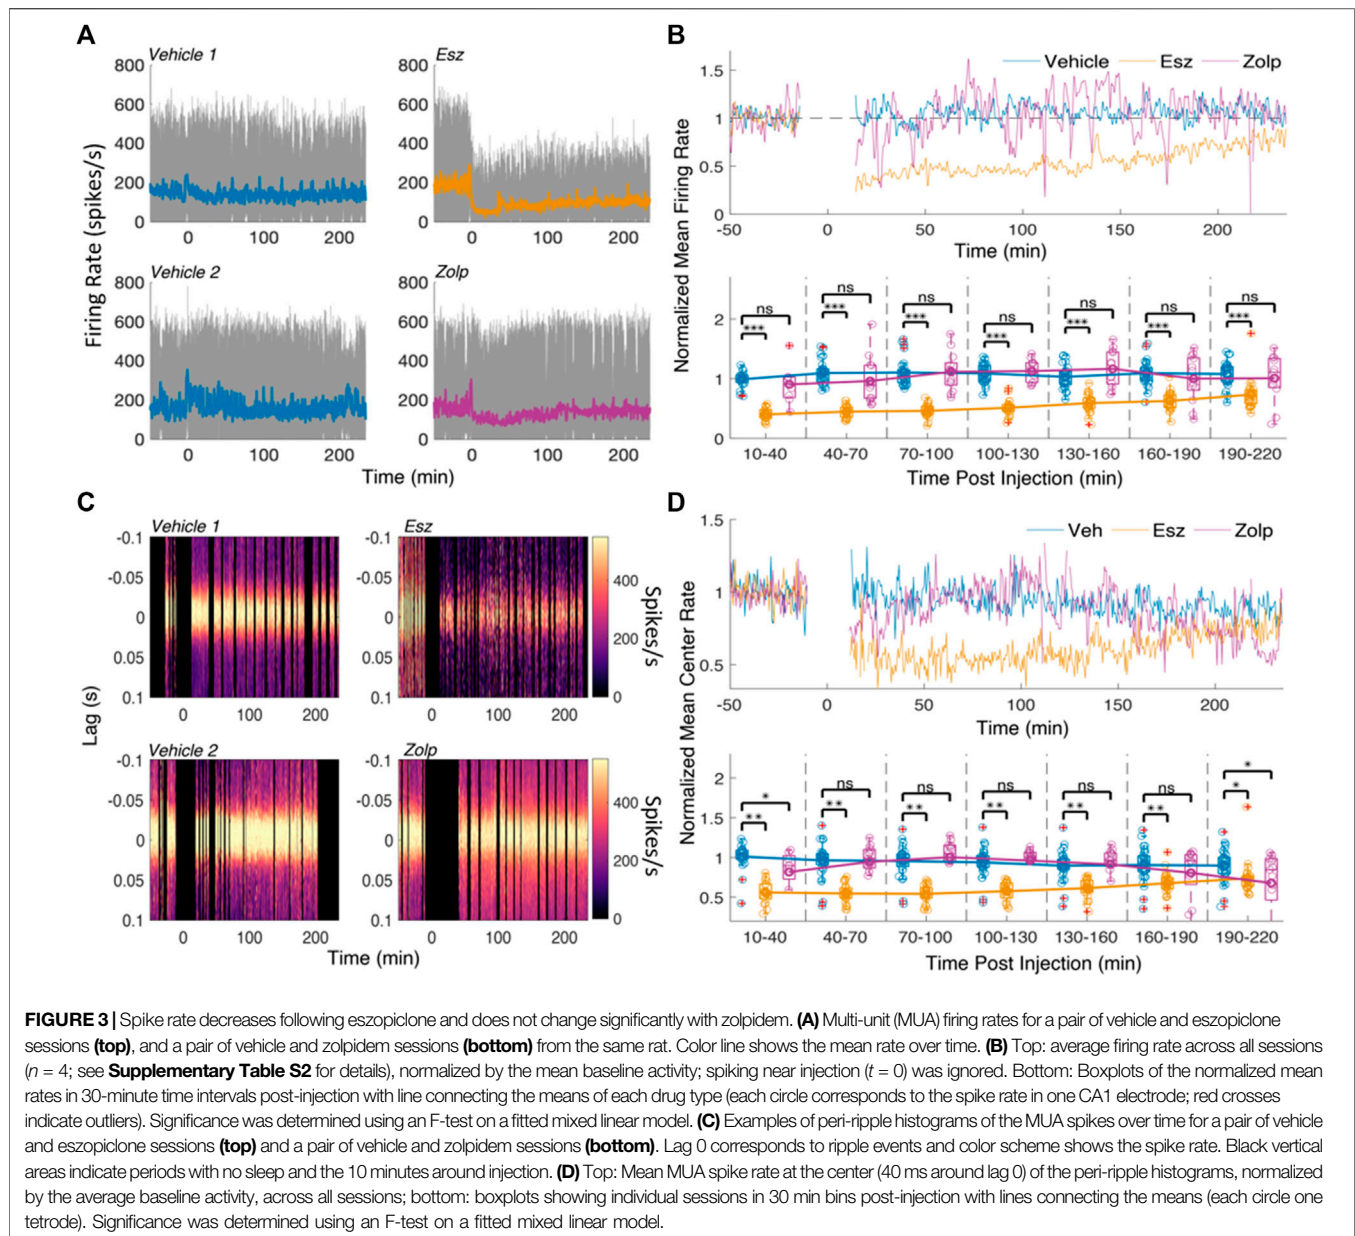 A
Vehicle 1
Esz
800
600
400
200
0
0
100
200
800
600
400
200
0
0
100
200
Vehicle 2
Zolp
800
600
400
200
0
0
100
200
800
600
400
200
0
0
100
200
Firing Rate (spikes/s)
Time (min)
B
Vehicle Esz Zolp
1.5
1
0.5
0
-50 0 50 100 150 200
Time (min)
Normalized Mean Firing Rate
2
1
0
ns ns ns ns ns ns ns
*** *** *** *** *** *** ***
10-40 40-70 70-100 100-130 130-160 160-190 190-220
Time Post Injection (min)
C
Vehicle 1
Esz
-0.1
-0.05
0
0.05
0.1
0 100 200
-0.1
-0.05
0
0.05
0.1
0 100 200
400
200
0
Spikes/s
Vehicle 2
Zolp
-0.1
-0.05
0
0.05
0.1
0 100 200
-0.1
-0.05
0
0.05
0.1
0 100 200
400
200
0
Spikes/s
Lag (s)
Time (min)
D
Veh Esz Zolp
1.5
1
0.5
-50 0 50 100 150 200
Time (min)
Normalized Mean Center Rate
2
1.5
1
0.5
* ns ns ns ns ns *
** ** ** ** ** ** *
10-40 40-70 70-100 100-130 130-160 160-190 190-220
Time Post Injection (min)
FIGURE 3 | Spike rate decreases following eszopiclone and does not change significantly with zolpidem. (A) Multi-unit (MUA) firing rates for a pair of vehicle and eszopiclone
sessions (top), and a pair of vehicle and zolpidem sessions (bottom) from the same rat. Color line shows the mean rate over time. (B) Top: average firing rate across all sessions
(n = 4; see Supplementary Table S2 for details), normalized by the mean baseline activity; spiking near injection (t = 0) was ignored. Bottom: Boxplots of the normalized mean
rates in 30-minute time intervals post-injection with line connecting the means of each drug type (each circle corresponds to the spike rate in one CA1 electrode; red crosses
indicate outliers). Significance was determined using an F-test on a fitted mixed linear model. (C) Examples of peri-ripple histograms of the MUA spikes over time for a pair of vehicle
and eszopiclone sessions (top) and a pair of vehicle and zolpidem sessions (bottom). Lag 0 corresponds to ripple events and color scheme shows the spike rate. Black vertical
areas indicate periods with no sleep and the 10 minutes around injection. (D) Top: Mean MUA spike rate at the center (40 ms around lag 0) of the peri-ripple histograms, normalized
by the average baseline activity, across all sessions; bottom: boxplots showing individual sessions in 30 min bins post-injection with lines connecting the means (each circle one
tetrode). Significance was determined using an F-test on a fitted mixed linear model.